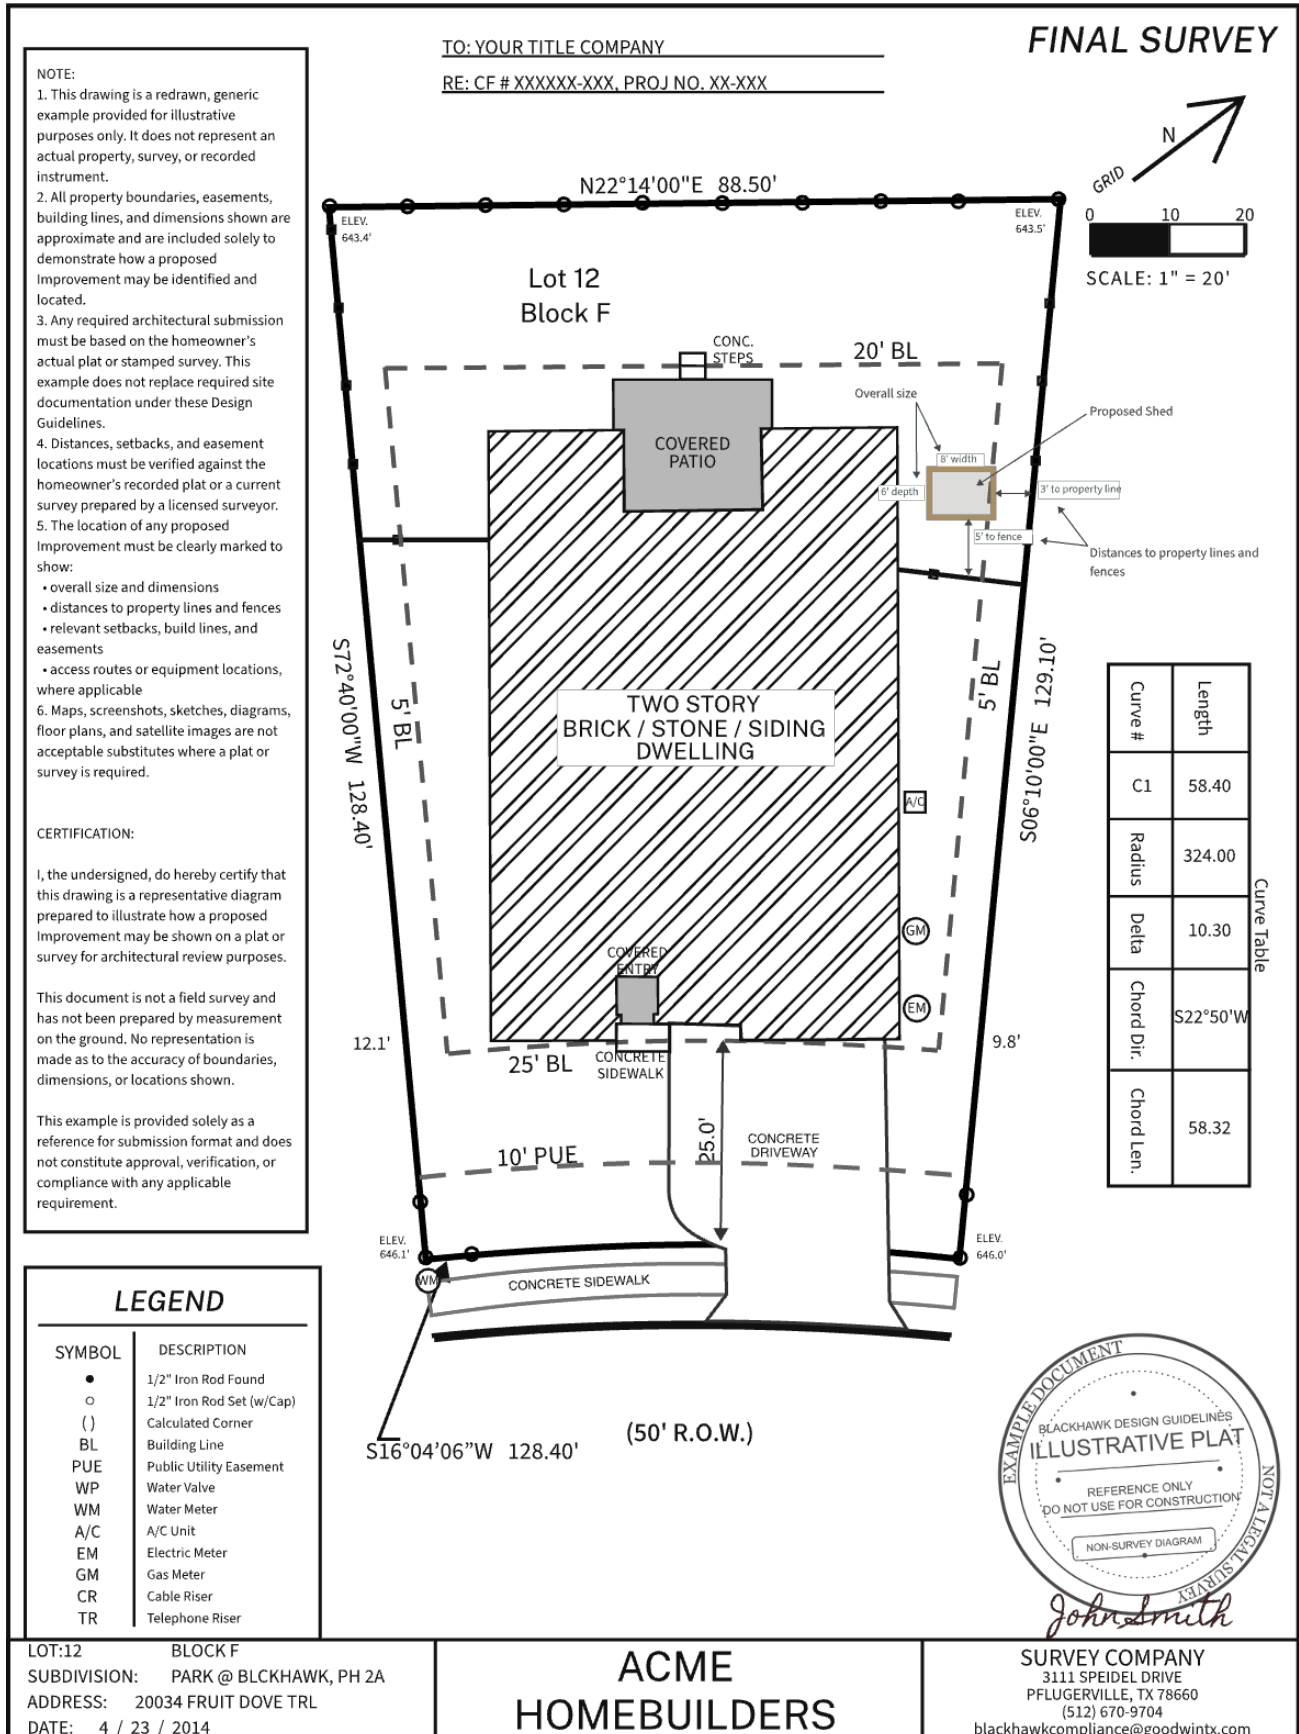 FINAL SURVEY
TO: YOUR TITLE COMPANY
RE: CF # XXXXXX-XXX, PROJ NO. XX-XXX
NOTE:
1. This drawing is a redrawn, generic
example provided for illustrative
purposes only. It does not represent an
actual property, survey, or recorded
instrument.
2. All property boundaries, easements,
building lines, and dimensions shown are
approximate and are included solely to
demonstrate how a proposed
Improvement may be identified and
located.
3. Any required architectural submission
must be based on the homeowner's
actual plat or stamped survey. This
example does not replace required site
documentation under these Design
Guidelines.
4. Distances, setbacks, and easement
locations must be verified against the
homeowner's recorded plat or a current
survey prepared by a licensed surveyor.
5. The location of any proposed
Improvement must be clearly marked to
show:
• overall size and dimensions
• distances to property lines and fences
• relevant setbacks, build lines, and
easements
• access routes or equipment locations,
where applicable
6. Maps, screenshots, sketches, diagrams,
floor plans, and satellite images are not
acceptable substitutes where a plat or
survey is required.
CERTIFICATION:
I, the undersigned, do hereby certify that
this drawing is a representative diagram
prepared to illustrate how a proposed
Improvement may be shown on a plat or
survey for architectural review purposes.
This document is not a field survey and
has not been prepared by measurement
on the ground. No representation is
made as to the accuracy of boundaries,
dimensions, or locations shown.
This example is provided solely as a
reference for submission format and does
not constitute approval, verification, or
compliance with any applicable
requirement.
N
GRID
0 10 20
SCALE: 1" = 20'
N22°14'00"E 88.50'
ELEV.
643.4'
ELEV.
643.5'
Lot 12
Block F
CONC.
STEPS
20' BL
COVERED
PATIO
Overall size
Proposed Shed
8' width
6' depth
3' to property line
5' to fence
Distances to property lines and
fences
S72°40'00"W 128.40'
5' BL
TWO STORY
BRICK / STONE / SIDING
DWELLING
5' BL
S06°10'00"E 129.10'
A/C
GM
EM
COVERED
ENTRY
12.1'
9.8'
25' BL
CONCRETE
SIDEWALK
25.0'
CONCRETE
DRIVEWAY
10' PUE
ELEV.
646.1'
ELEV.
646.0'
WM
CONCRETE SIDEWALK
S16°04'06"W 128.40'
(50' R.O.W.)
Curve Table
Curve # Length
C1 58.40
Radius 324.00
Delta 10.30
Chord Dir. S22°50'W
Chord Len. 58.32
LEGEND
SYMBOL DESCRIPTION
● 1/2" Iron Rod Found
○ 1/2" Iron Rod Set (w/Cap)
( ) Calculated Corner
BL Building Line
PUE Public Utility Easement
WP Water Valve
WM Water Meter
A/C A/C Unit
EM Electric Meter
GM Gas Meter
CR Cable Riser
TR Telephone Riser
EXAMPLE DOCUMENT
BLACKHAWK DESIGN GUIDELINES
ILLUSTRATIVE PLAT
REFERENCE ONLY
DO NOT USE FOR CONSTRUCTION
NON-SURVEY DIAGRAM
NOT A LEGAL SURVEY
John Smith
LOT:12 BLOCK F
SUBDIVISION: PARK @ BLCKHAWK, PH 2A
ADDRESS: 20034 FRUIT DOVE TRL
DATE: 4 / 23 / 2014
ACME
HOMEBUILDERS
SURVEY COMPANY
3111 SPEIDEL DRIVE
PFLUGERVILLE, TX 78660
(512) 670-9704
blackhawkcompliance@goodwintx.com